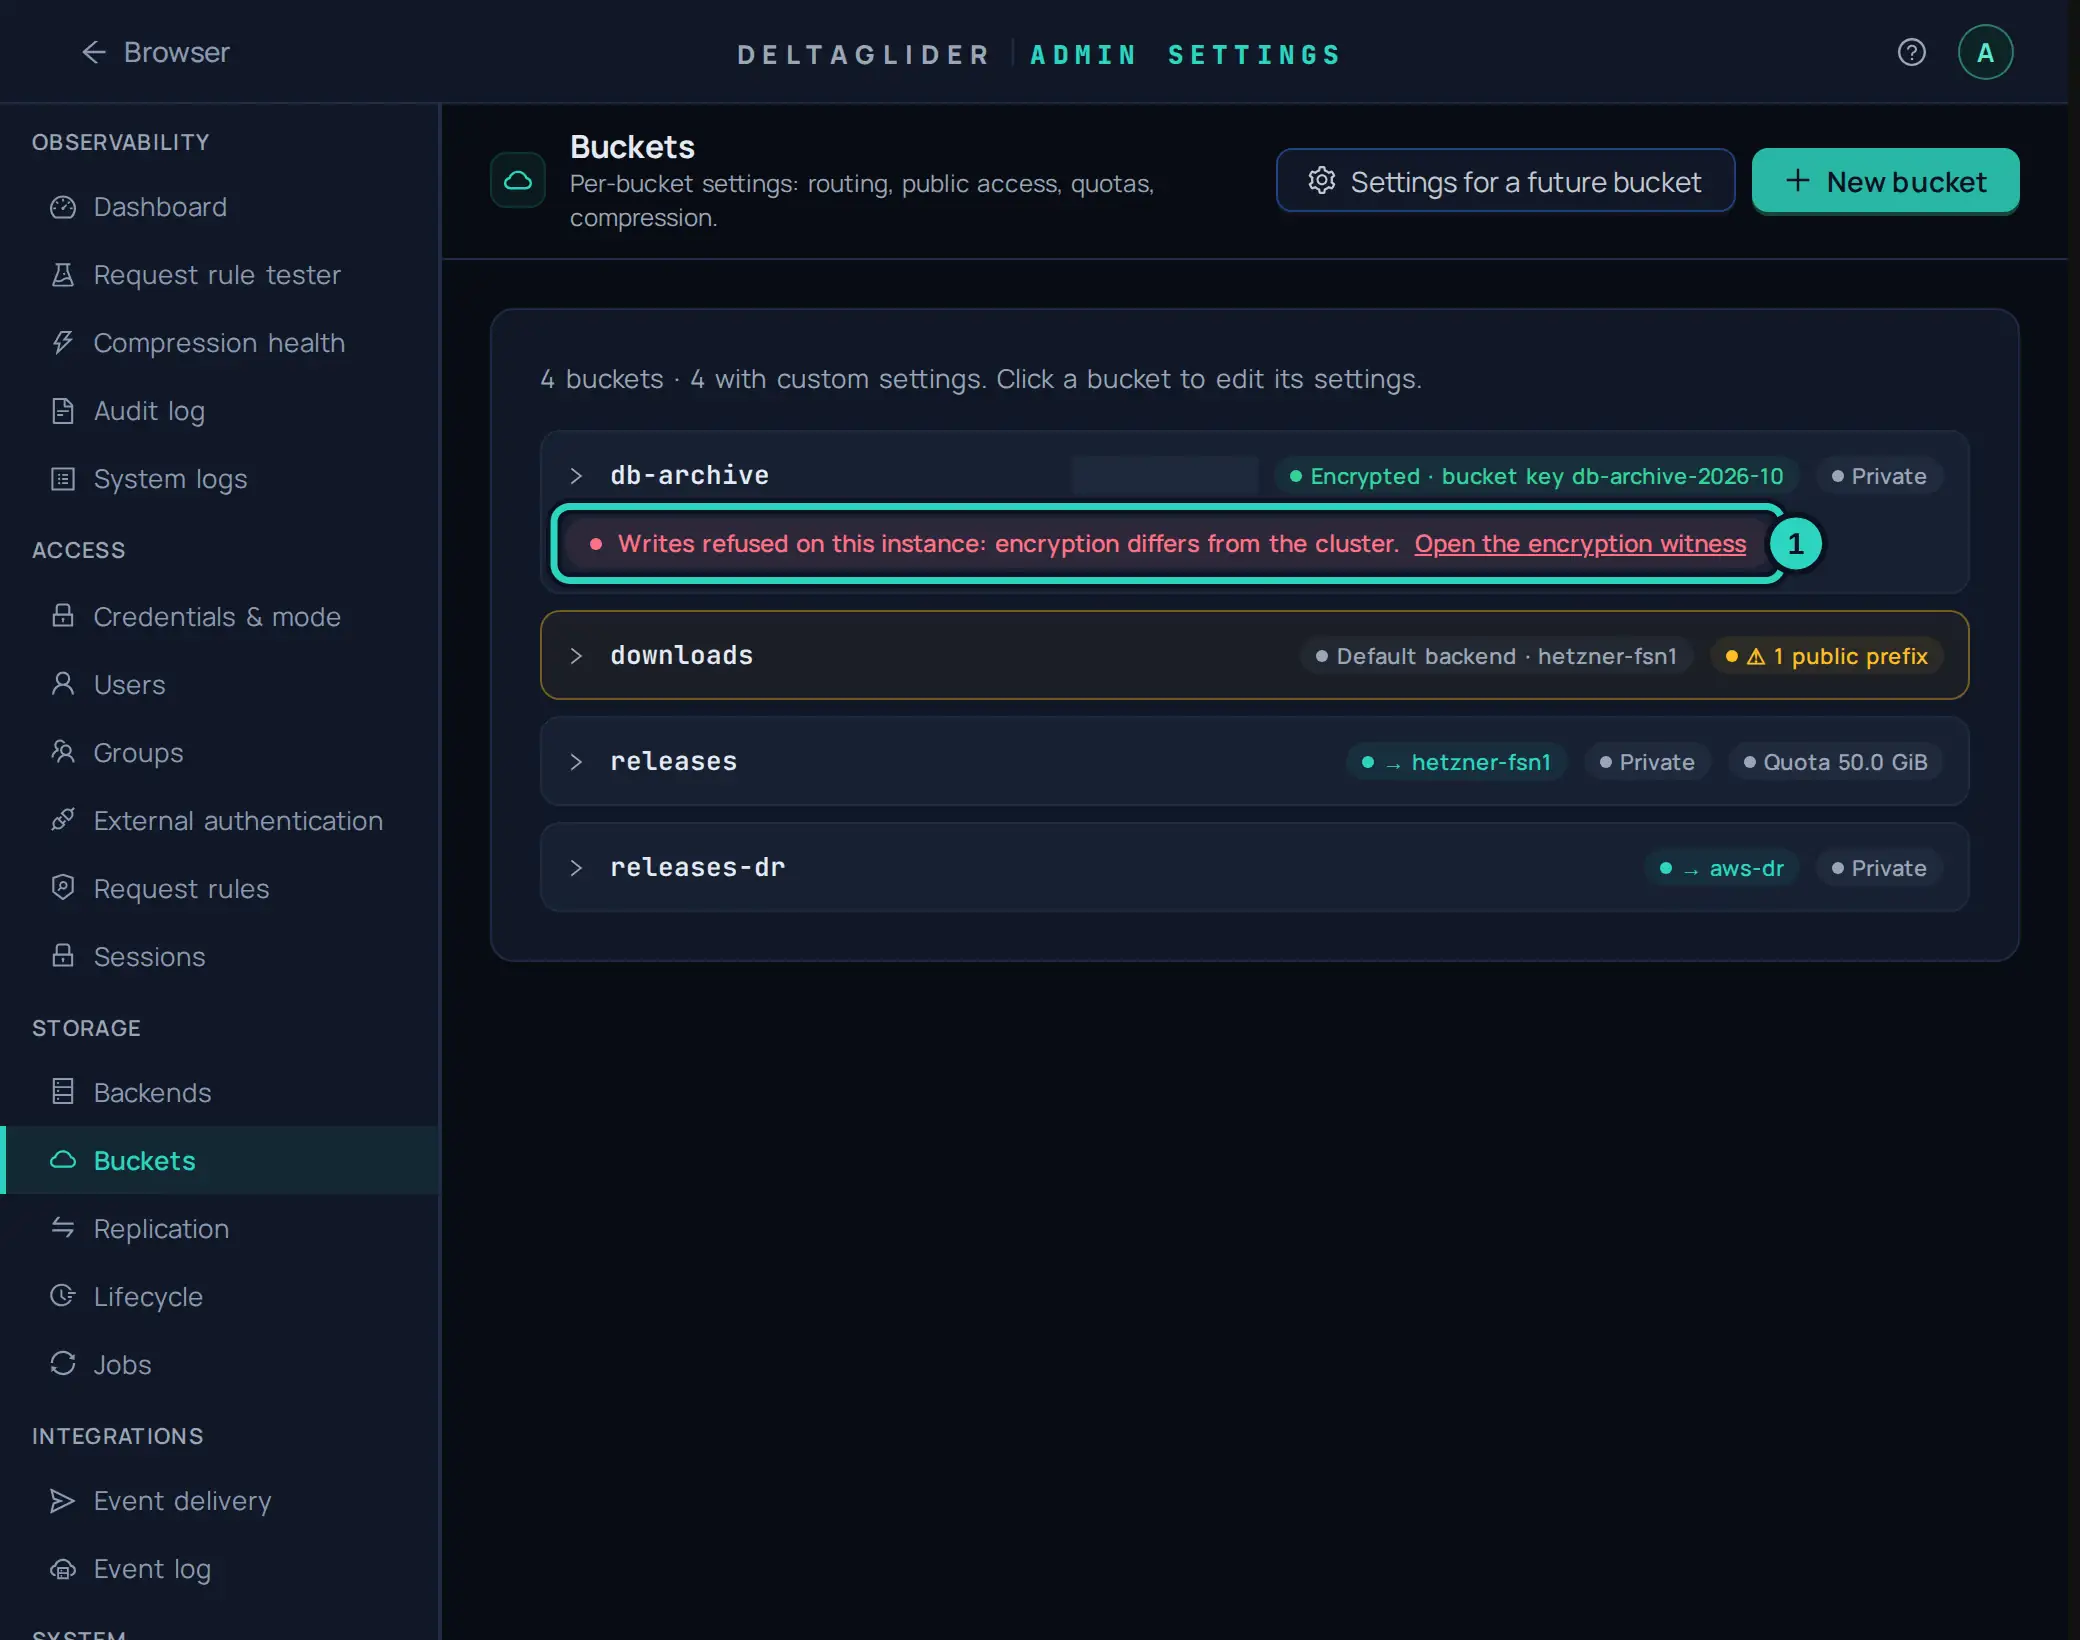 Browser
DELTAGLIDER | ADMIN SETTINGS
A
OBSERVABILITY
Dashboard
Request rule tester
Compression health
Audit log
System logs
ACCESS
Credentials & mode
Users
Groups
External authentication
Request rules
Sessions
STORAGE
Backends
Buckets
Replication
Lifecycle
Jobs
INTEGRATIONS
Event delivery
Event log
SYSTEM
Buckets
Per-bucket settings: routing, public access, quotas,
compression.
Settings for a future bucket
+ New bucket
4 buckets · 4 with custom settings. Click a bucket to edit its settings.
db-archive
Encrypted · bucket key db-archive-2026-10
Private
Writes refused on this instance: encryption differs from the cluster. Open the encryption witness
1
downloads
Default backend · hetzner-fsn1
⚠ 1 public prefix
releases
→ hetzner-fsn1
Private
Quota 50.0 GiB
releases-dr
→ aws-dr
Private